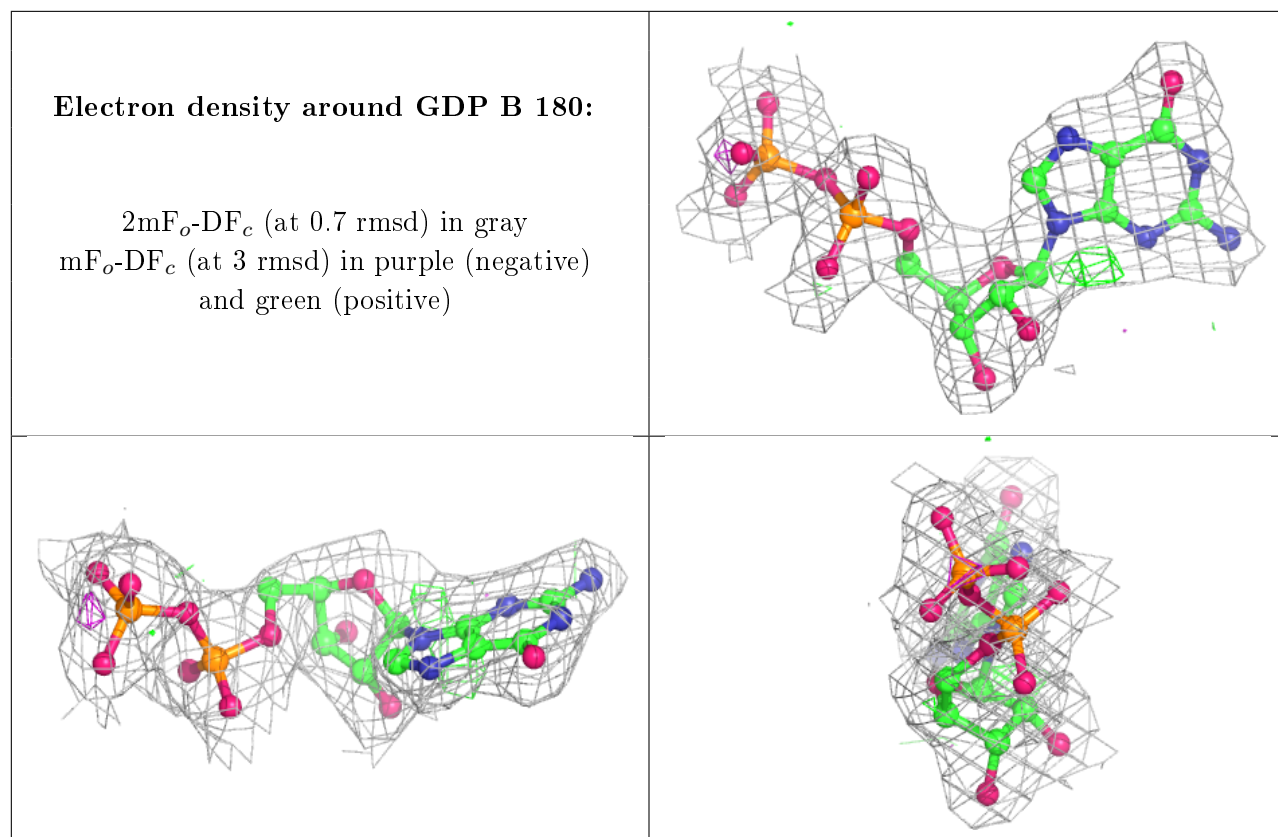 Electron density around GDP B 180:
2mFₒ-DF𝒸 (at 0.7 rmsd) in gray
mFₒ-DF𝒸 (at 3 rmsd) in purple (negative)
and green (positive)